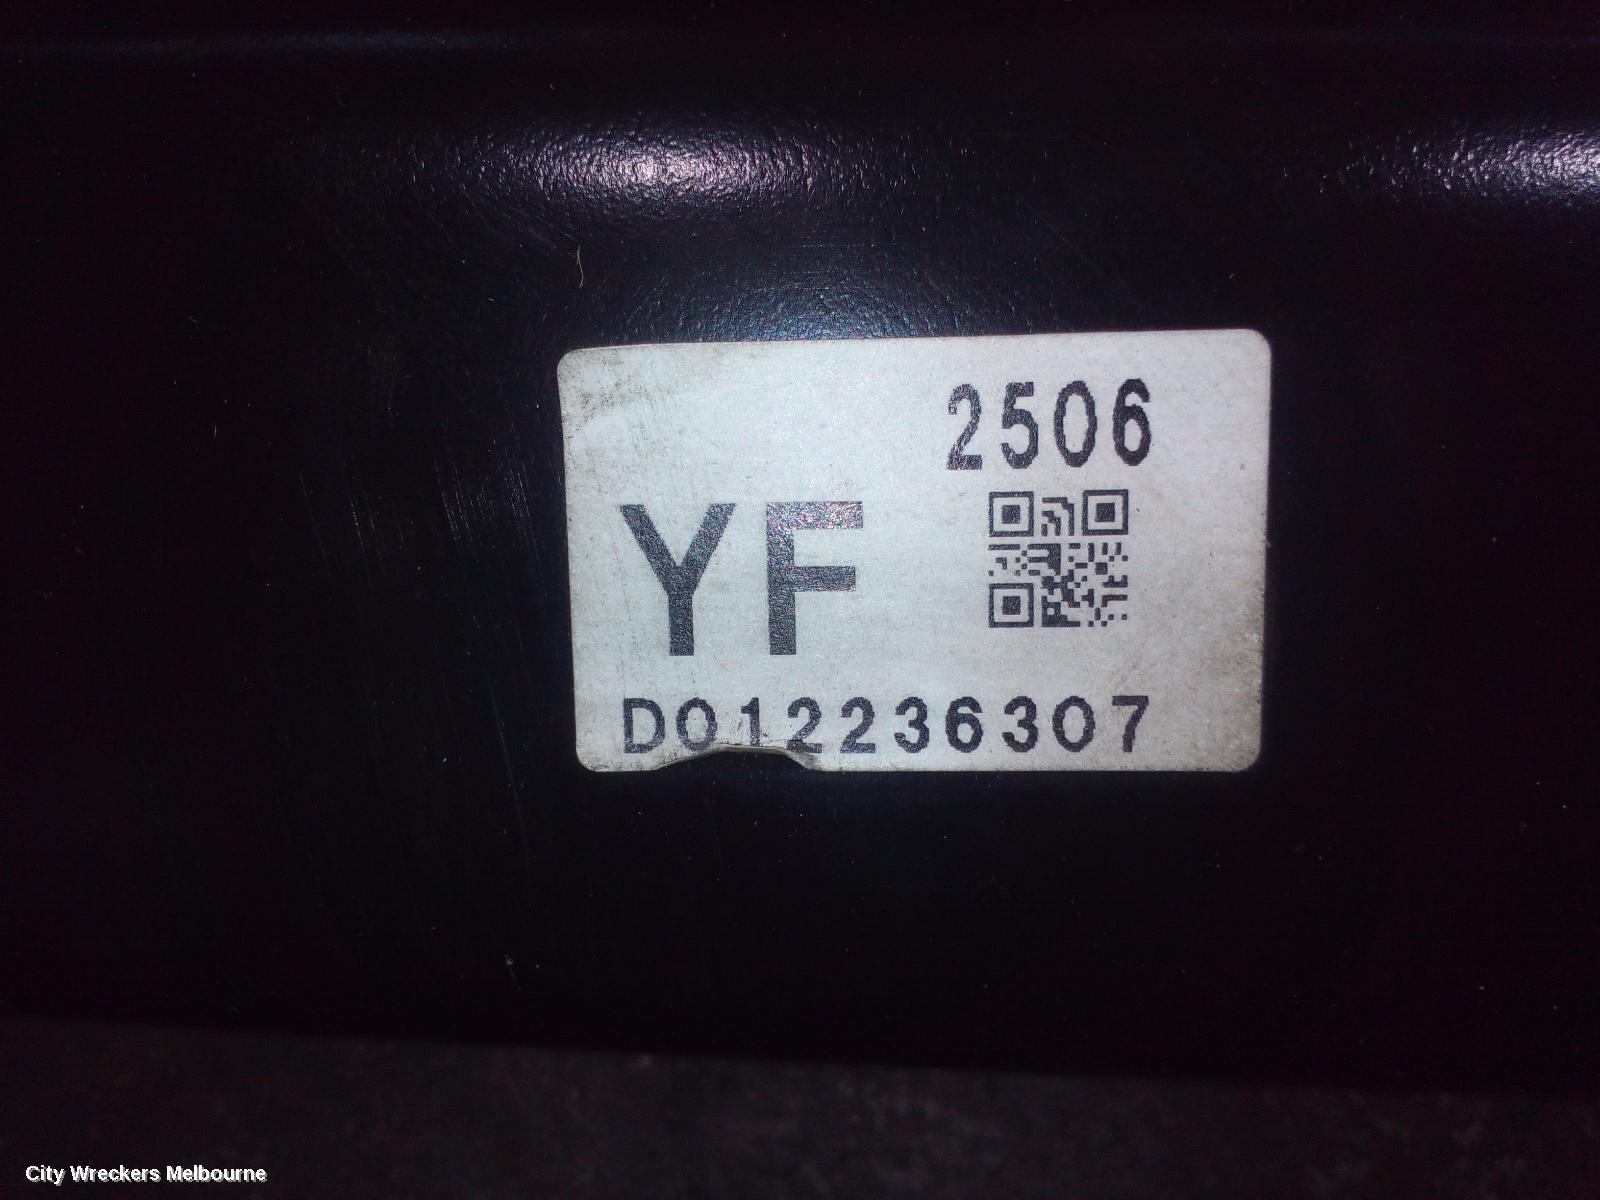 2506
YF
D012236307
City Wreckers Melbourne